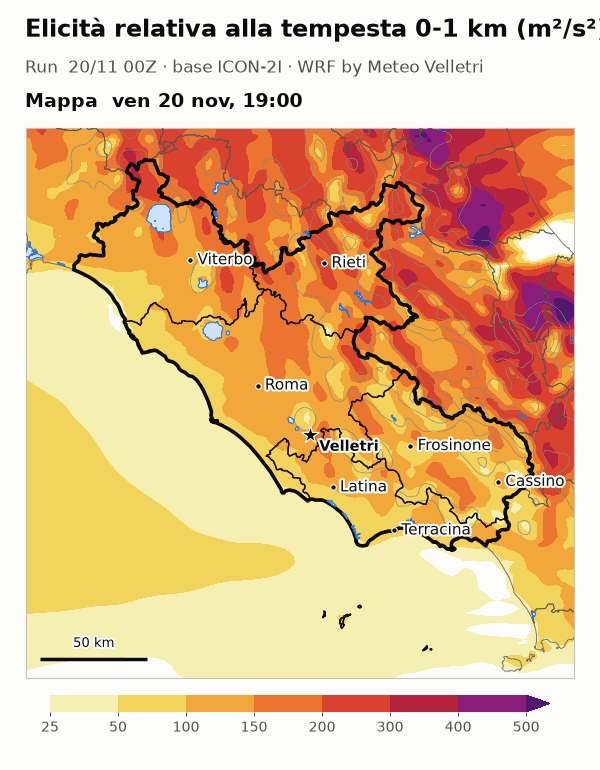 Elicità relativa alla tempesta 0-1 km (m²/s²)
Run 20/11 00Z · base ICON-2I · WRF by Meteo Velletri
Mappa ven 20 nov, 19:00
Viterbo
Rieti
Roma
Velletri
Frosinone
Cassino
Latina
Terracina
50 km
25 50 100 150 200 300 400 500